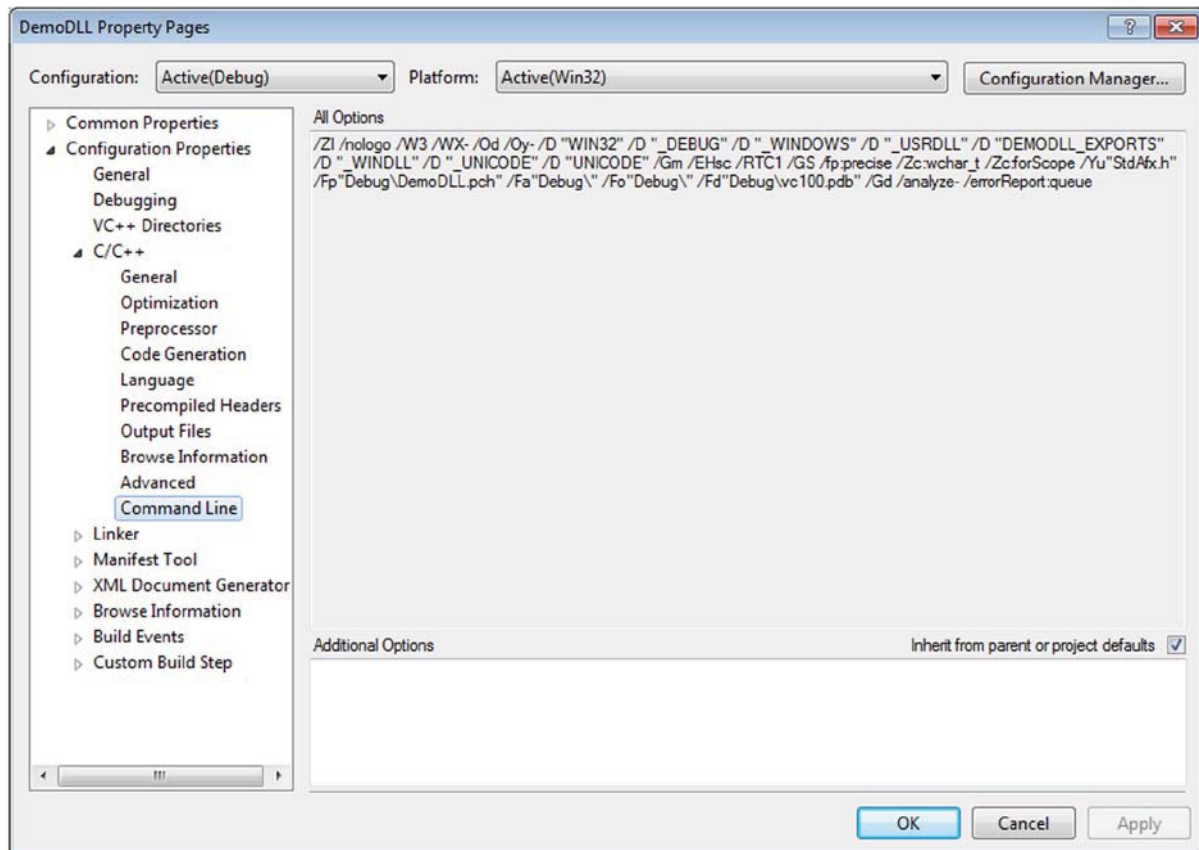 DemoDLL Property Pages
Configuration: Active(Debug) Platform: Active(Win32) Configuration Manager...
Common Properties
Configuration Properties
General
Debugging
VC++ Directories
C/C++
General
Optimization
Preprocessor
Code Generation
Language
Precompiled Headers
Output Files
Browse Information
Advanced
Command Line
Linker
Manifest Tool
XML Document Generator
Browse Information
Build Events
Custom Build Step
All Options
/ZI /nologo /W3 /WX- /Od /Oy- /D "WIN32" /D "_DEBUG" /D "_WINDOWS" /D "_USRDLL" /D "DEMODLL_EXPORTS"
/D "_WINDLL" /D "_UNICODE" /D "UNICODE" /Gm /EHsc /RTC1 /GS /fp:precise /Zc:wchar_t /Zc:forScope /Yu"StdAfx.h"
/Fp"Debug\DemoDLL.pch" /Fa"Debug\" /Fo"Debug\" /Fd"Debug\vc100.pdb" /Gd /analyze- /errorReport:queue
Additional Options Inherit from parent or project defaults
OK Cancel Apply